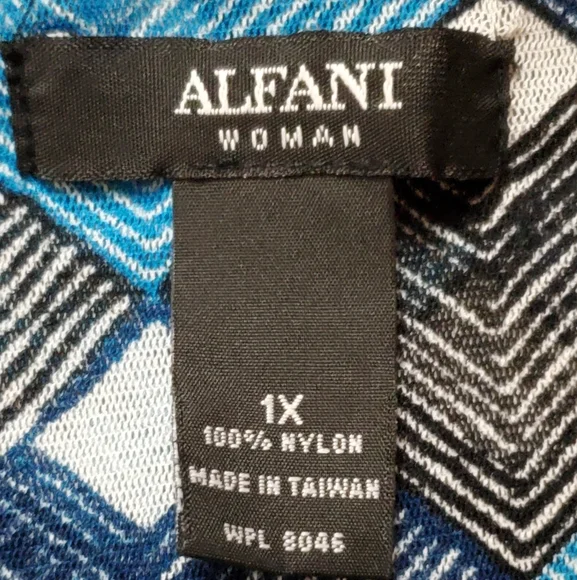 ALFANI
WOMAN
1X
100% NYLON
MADE IN TAIWAN
WPL 8046